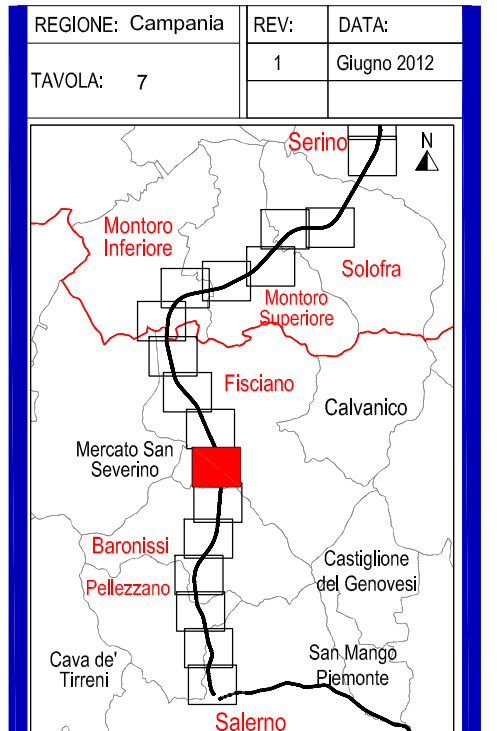 REGIONE: Campania
REV:
DATA:
TAVOLA: 7
1
Giugno 2012
Serino
N
Montoro
Inferiore
Solofra
Montoro
Superiore
Fisciano
Calvanico
Mercato San
Severino
Baronissi
Castiglione
del Genovesi
Pellezzano
Cava de'
Tirreni
San Mango
Piemonte
Salerno